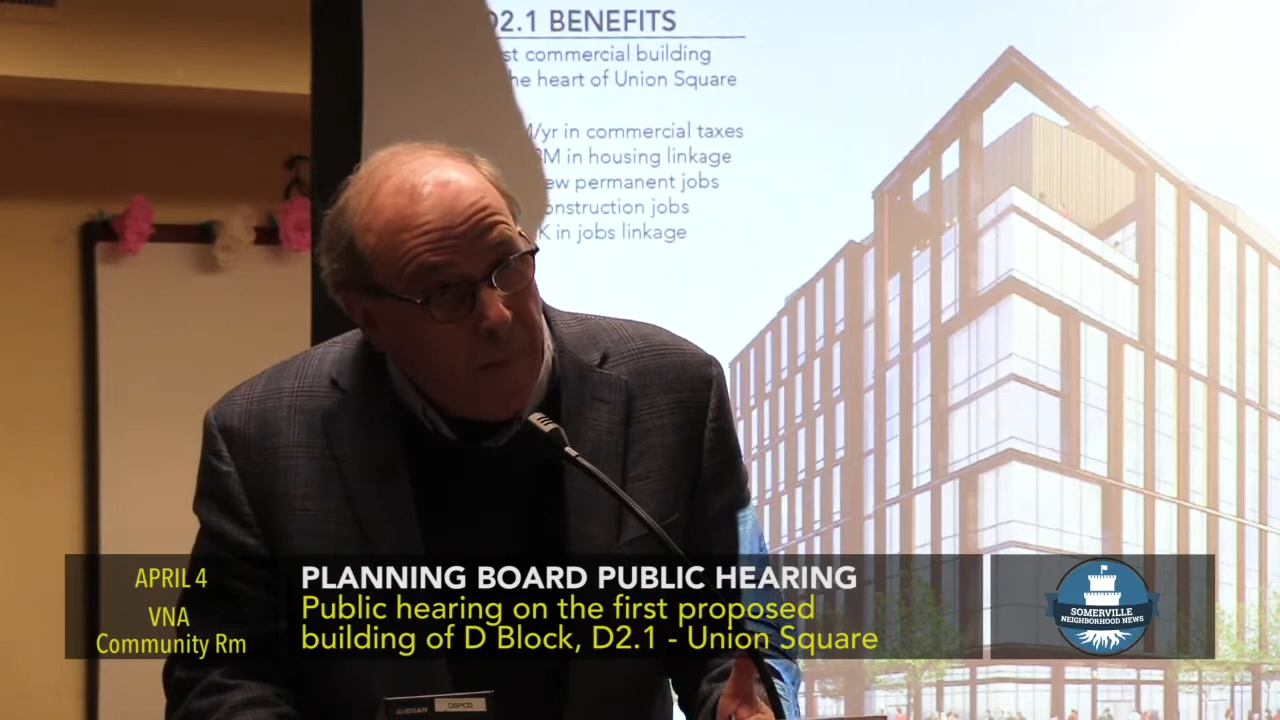 D2.1 BENEFITS
st commercial building
he heart of Union Square
M/yr in commercial taxes
M in housing linkage
ew permanent jobs
onstruction jobs
K in jobs linkage
APRIL 4
VNA
Community Rm
PLANNING BOARD PUBLIC HEARING
Public hearing on the first proposed
building of D Block, D2.1 - Union Square
SOMERVILLE
NEIGHBORHOOD NEWS
OSPCD